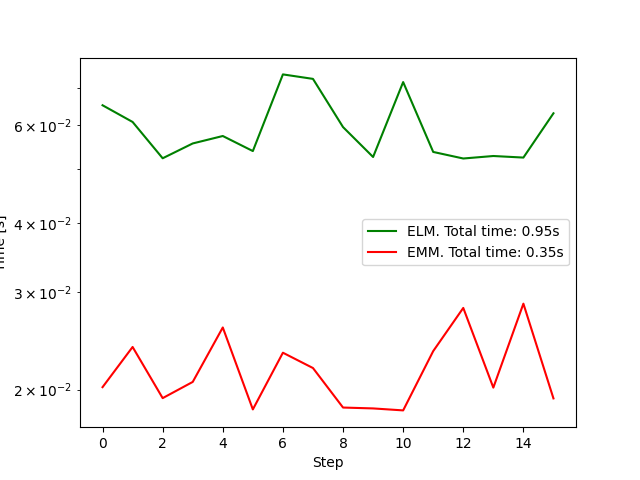 6 × 10⁻²
4 × 10⁻²
3 × 10⁻²
2 × 10⁻²
Time [s]
ELM. Total time: 0.95s
EMM. Total time: 0.35s
0 2 4 6 8 10 12 14
Step